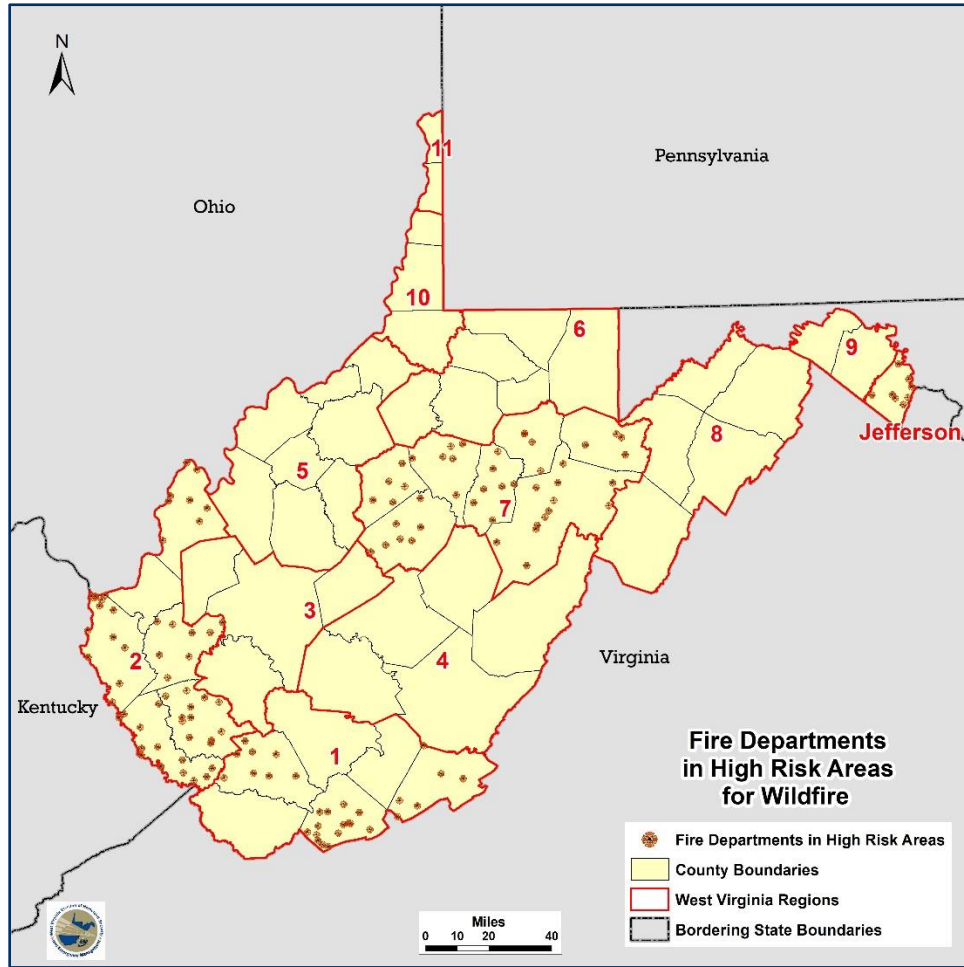 N
11
Pennsylvania
Ohio
10
6
9
8
Jefferson
5
7
3
2
4
Virginia
Kentucky
1
Fire Departments
in High Risk Areas
for Wildfire
Fire Departments in High Risk Areas
County Boundaries
West Virginia Regions
Bordering State Boundaries
Miles
0 10 20 40